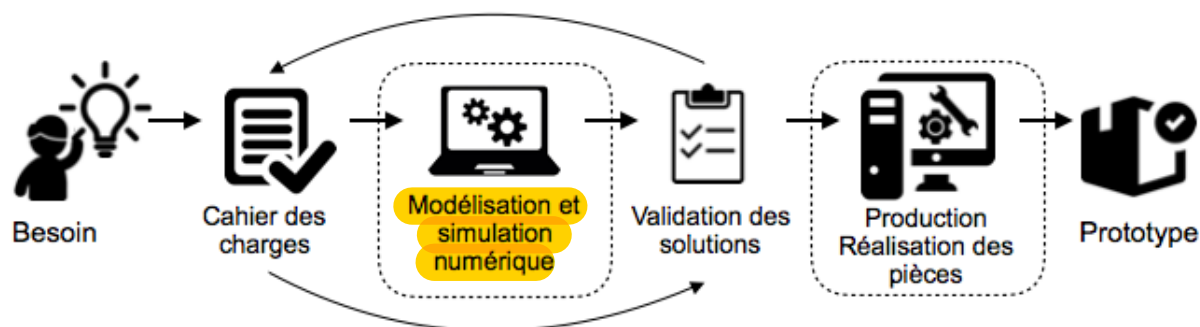 Besoin
Cahier des
charges
Modélisation et
simulation
numérique
Validation des
solutions
Production
Réalisation des
pièces
Prototype